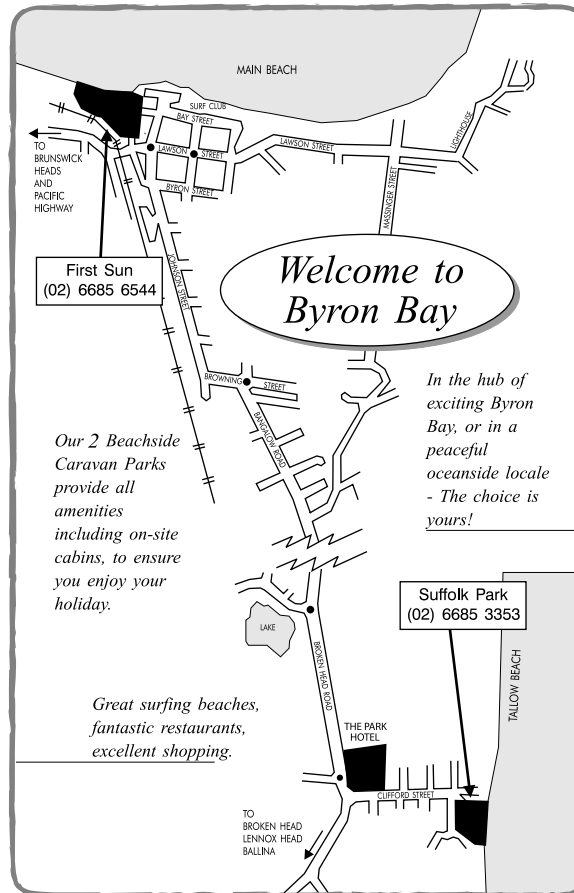 MAIN BEACH
SURF CLUB
BAY STREET
LAWSON STREET
LAWSON STREET
LIGHTHOUSE
BYRON STREET
MASSINGER STREET
TO
BRUNSWICK
HEADS
AND
PACIFIC
HIGHWAY
First Sun
(02) 6685 6544
JOHNSON STREET
Welcome to
Byron Bay
BROWNING STREET
BANGALOW ROAD
In the hub of
exciting Byron
Bay, or in a
peaceful
oceanside locale
- The choice is
yours!
Our 2 Beachside
Caravan Parks
provide all
amenities
including on-site
cabins, to ensure
you enjoy your
holiday.
Suffolk Park
(02) 6685 3353
LAKE
BROKEN HEAD ROAD
TALLOW BEACH
Great surfing beaches,
fantastic restaurants,
excellent shopping.
THE PARK
HOTEL
CLIFFORD STREET
TO
BROKEN HEAD
LENNOX HEAD
BALLINA